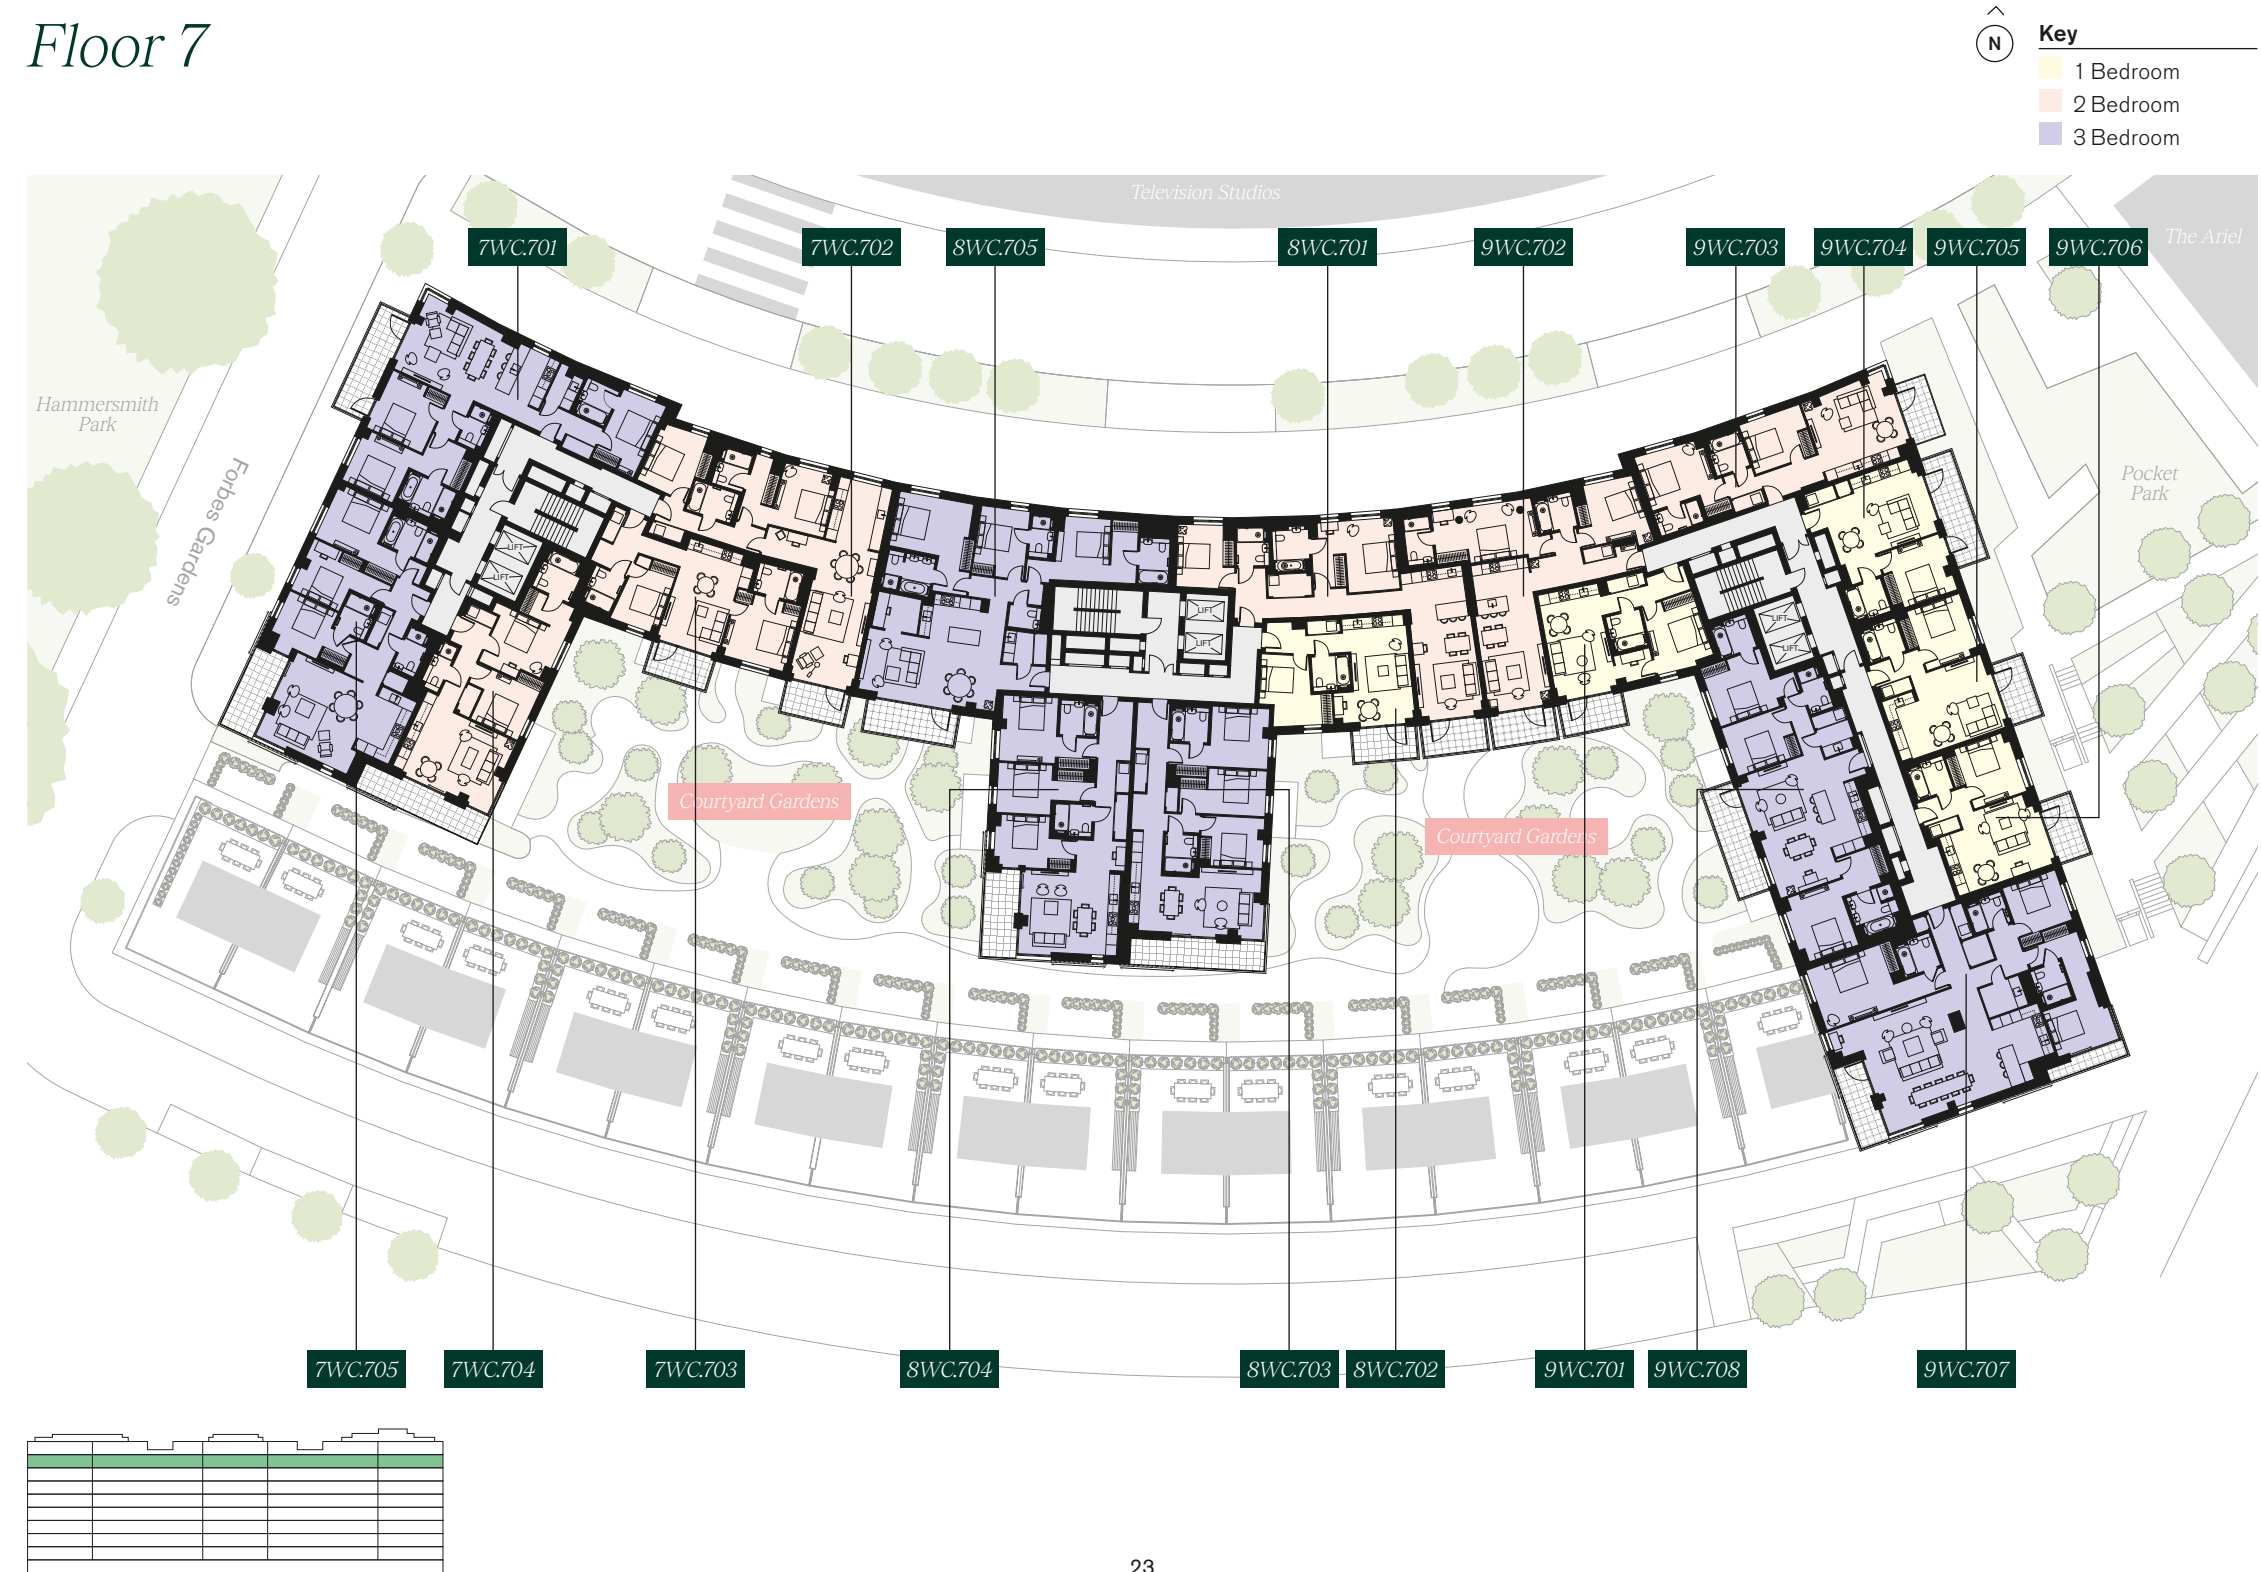 Floor 7
N
Key
1 Bedroom
2 Bedroom
3 Bedroom
Television Studios
The Ariel
7WC.701
7WC.702
8WC.705
8WC.701
9WC.702
9WC.703
9WC.704
9WC.705
9WC.706
Hammersmith
Park
Forbes Gardens
Pocket
Park
LIFT
LIFT
LIFT
LIFT
LIFT
LIFT
Courtyard Gardens
Courtyard Gardens
7WC.705
7WC.704
7WC.703
8WC.704
8WC.703
8WC.702
9WC.701
9WC.708
9WC.707
23